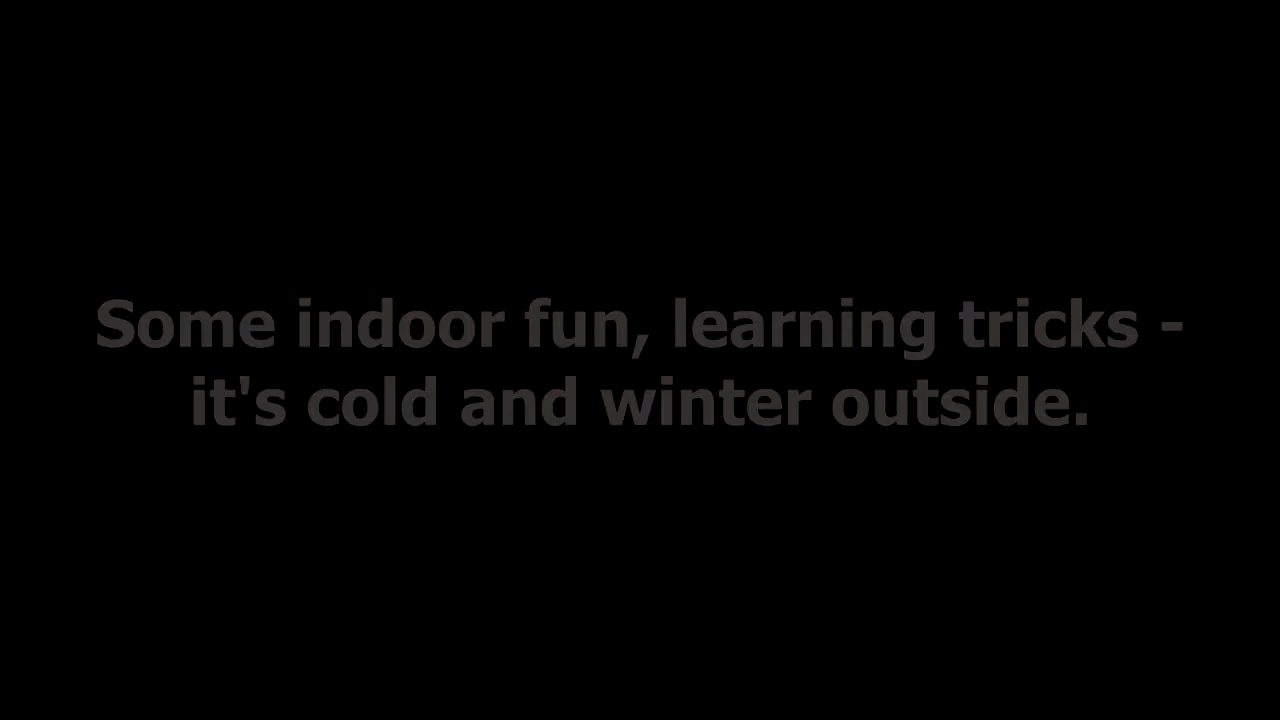 Some indoor fun, learning tricks -
it's cold and winter outside.